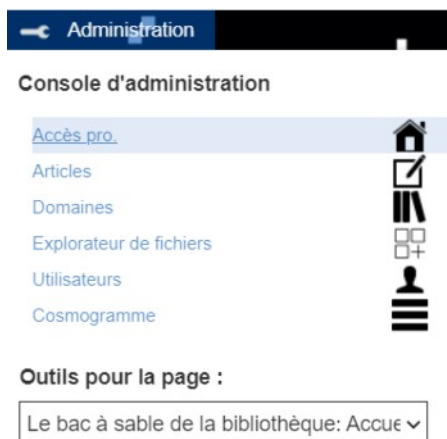 Administration
Console d'administration
Accès pro.
Articles
Domaines
Explorateur de fichiers
Utilisateurs
Cosmogramme
Outils pour la page :
Le bac à sable de la bibliothèque: Accue